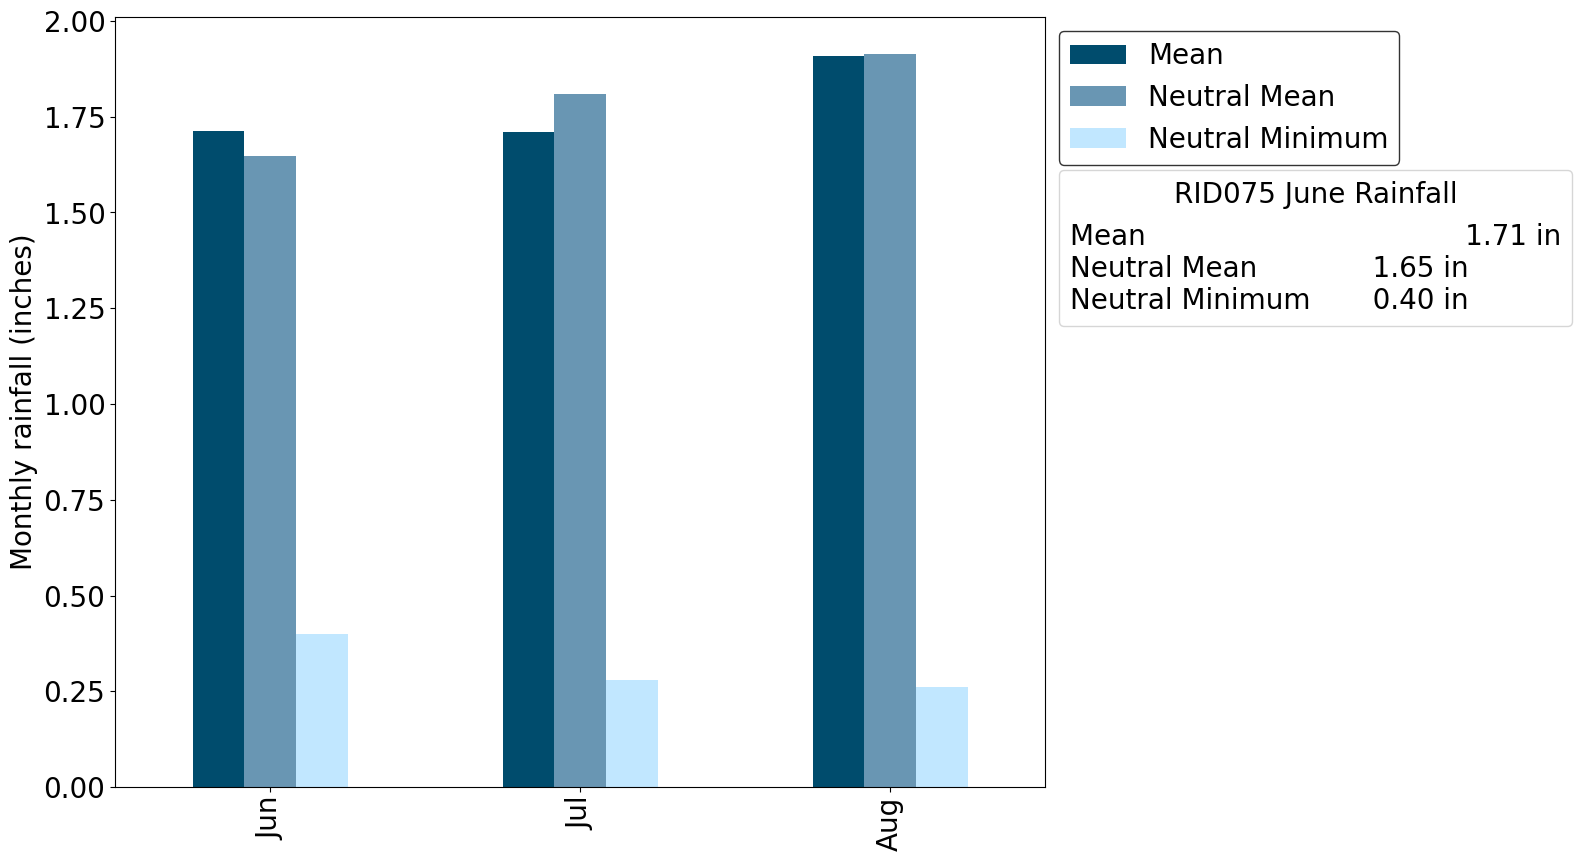 2.00
1.75
1.50
1.25
1.00
0.75
0.50
0.25
0.00
Monthly rainfall (inches)
Jun
Jul
Aug
Mean
Neutral Mean
Neutral Minimum
RID075 June Rainfall
Mean 1.71 in
Neutral Mean 1.65 in
Neutral Minimum 0.40 in